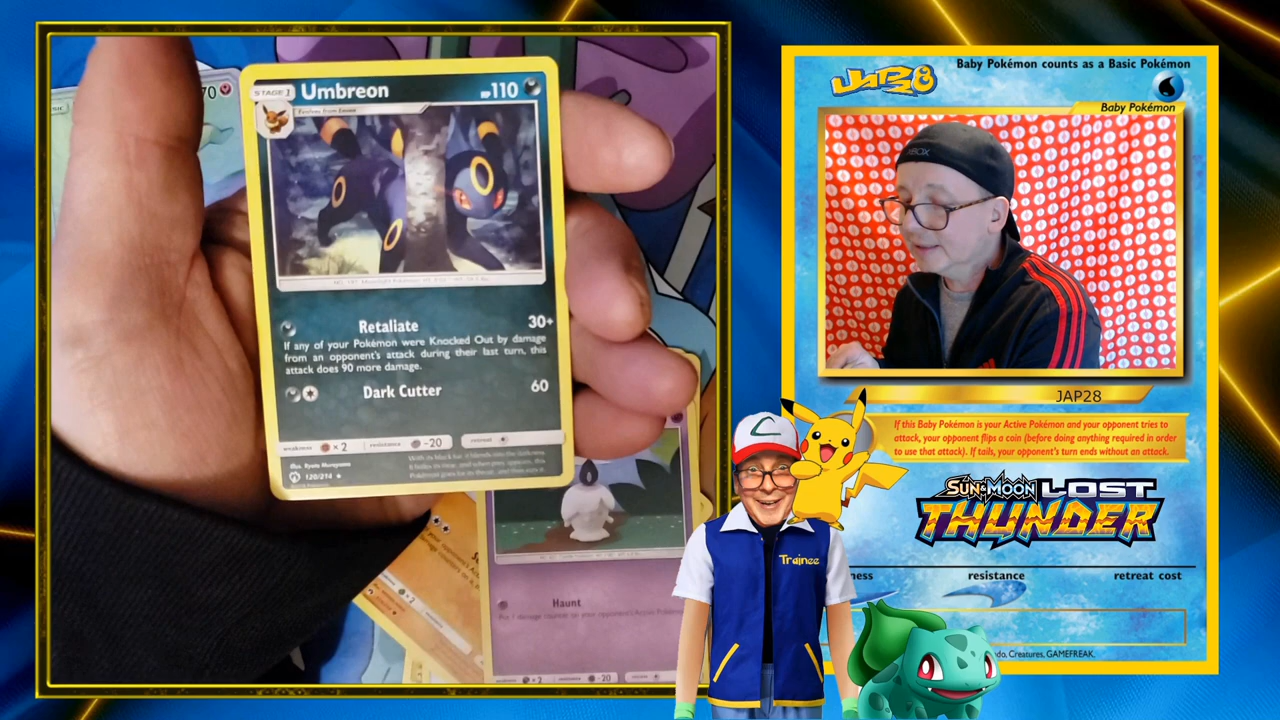 70
STAGE 1
Umbreon
HP110
Evolves from Eevee
Retaliate 30+
If any of your Pokémon were Knocked Out by damage
from an opponent's attack during their last turn, this
attack does 90 more damage.
Dark Cutter 60
weakness × 2 resistance -20 retreat
120/214
× 2
Haunt
× 2 resistance -20
JAP28
Baby Pokémon counts as a Basic Pokémon
Baby Pokémon
BOX
JAP28
If this Baby Pokémon is your Active Pokémon and your opponent tries to
attack, your opponent flips a coin (before doing anything required in order
to use that attack). If tails, your opponent's turn ends without an attack.
SUN & MOON LOST
THUNDER
Trainee
ness resistance retreat cost
ndo, Creatures, GAMEFREAK.